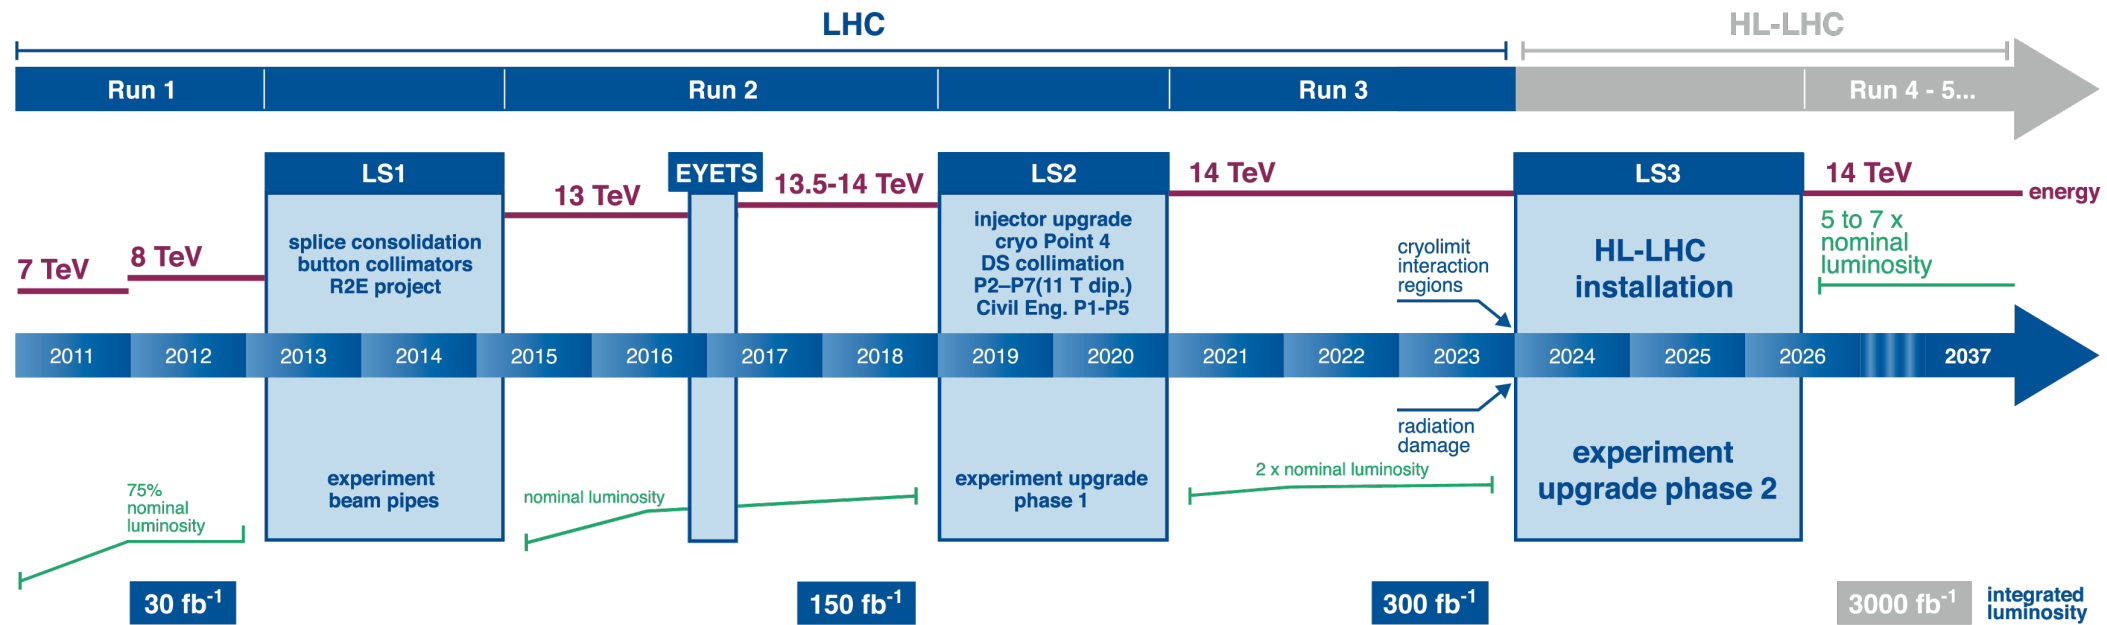 LHC
HL-LHC
Run 1
Run 2
Run 3
Run 4 - 5...
LS1
EYETS
LS2
LS3
7 TeV
8 TeV
13 TeV
13.5-14 TeV
14 TeV
14 TeV
energy
splice consolidation
button collimators
R2E project
injector upgrade
cryo Point 4
DS collimation
P2–P7(11 T dip.)
Civil Eng. P1-P5
cryolimit
interaction
regions
HL-LHC
installation
5 to 7 x
nominal
luminosity
2011
2012
2013
2014
2015
2016
2017
2018
2019
2020
2021
2022
2023
2024
2025
2026
2037
radiation
damage
75%
nominal
luminosity
experiment
beam pipes
nominal luminosity
experiment upgrade
phase 1
2 x nominal luminosity
experiment
upgrade phase 2
30 fb⁻¹
150 fb⁻¹
300 fb⁻¹
3000 fb⁻¹
integrated
luminosity